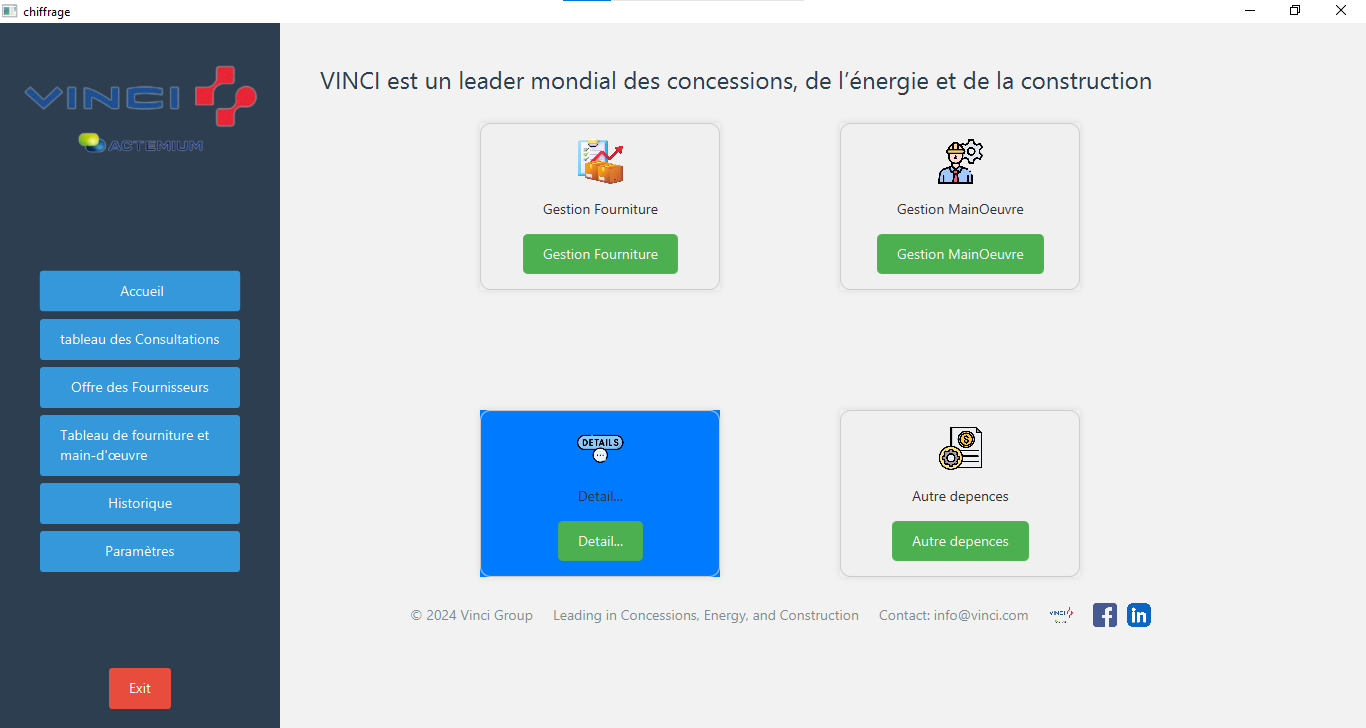 chiffrage
VINCI
ACTEMIUM
Accueil
tableau des Consultations
Offre des Fournisseurs
Tableau de fourniture et
main-d'œuvre
Historique
Paramètres
Exit
VINCI est un leader mondial des concessions, de l’énergie et de la construction
Gestion Fourniture
Gestion Fourniture
Gestion MainOeuvre
Gestion MainOeuvre
DETAILS
Detail...
Detail...
Autre depences
Autre depences
© 2024 Vinci Group Leading in Concessions, Energy, and Construction Contact: info@vinci.com VINCI f in